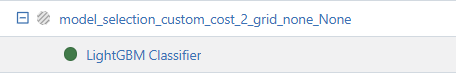 model_selection_custom_cost_2_grid_none_None
LightGBM Classifier